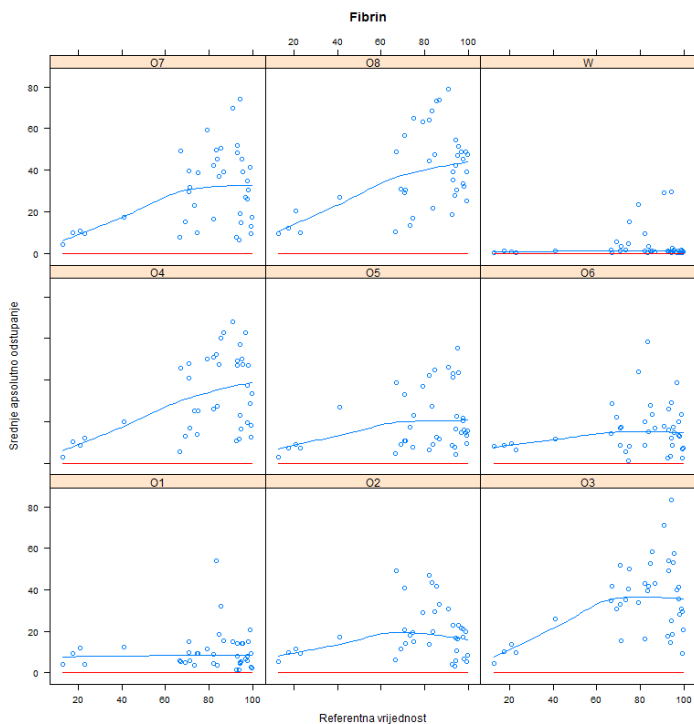 Fibrin
20 40 60 80 100
O7 O8 W
80
60
40
20
0
O4 O5 O6
O1 O2 O3
80
60
40
20
0
20 40 60 80 100 20 40 60 80 100
Srednje apsolutno odstupanje
Referentna vrijednost